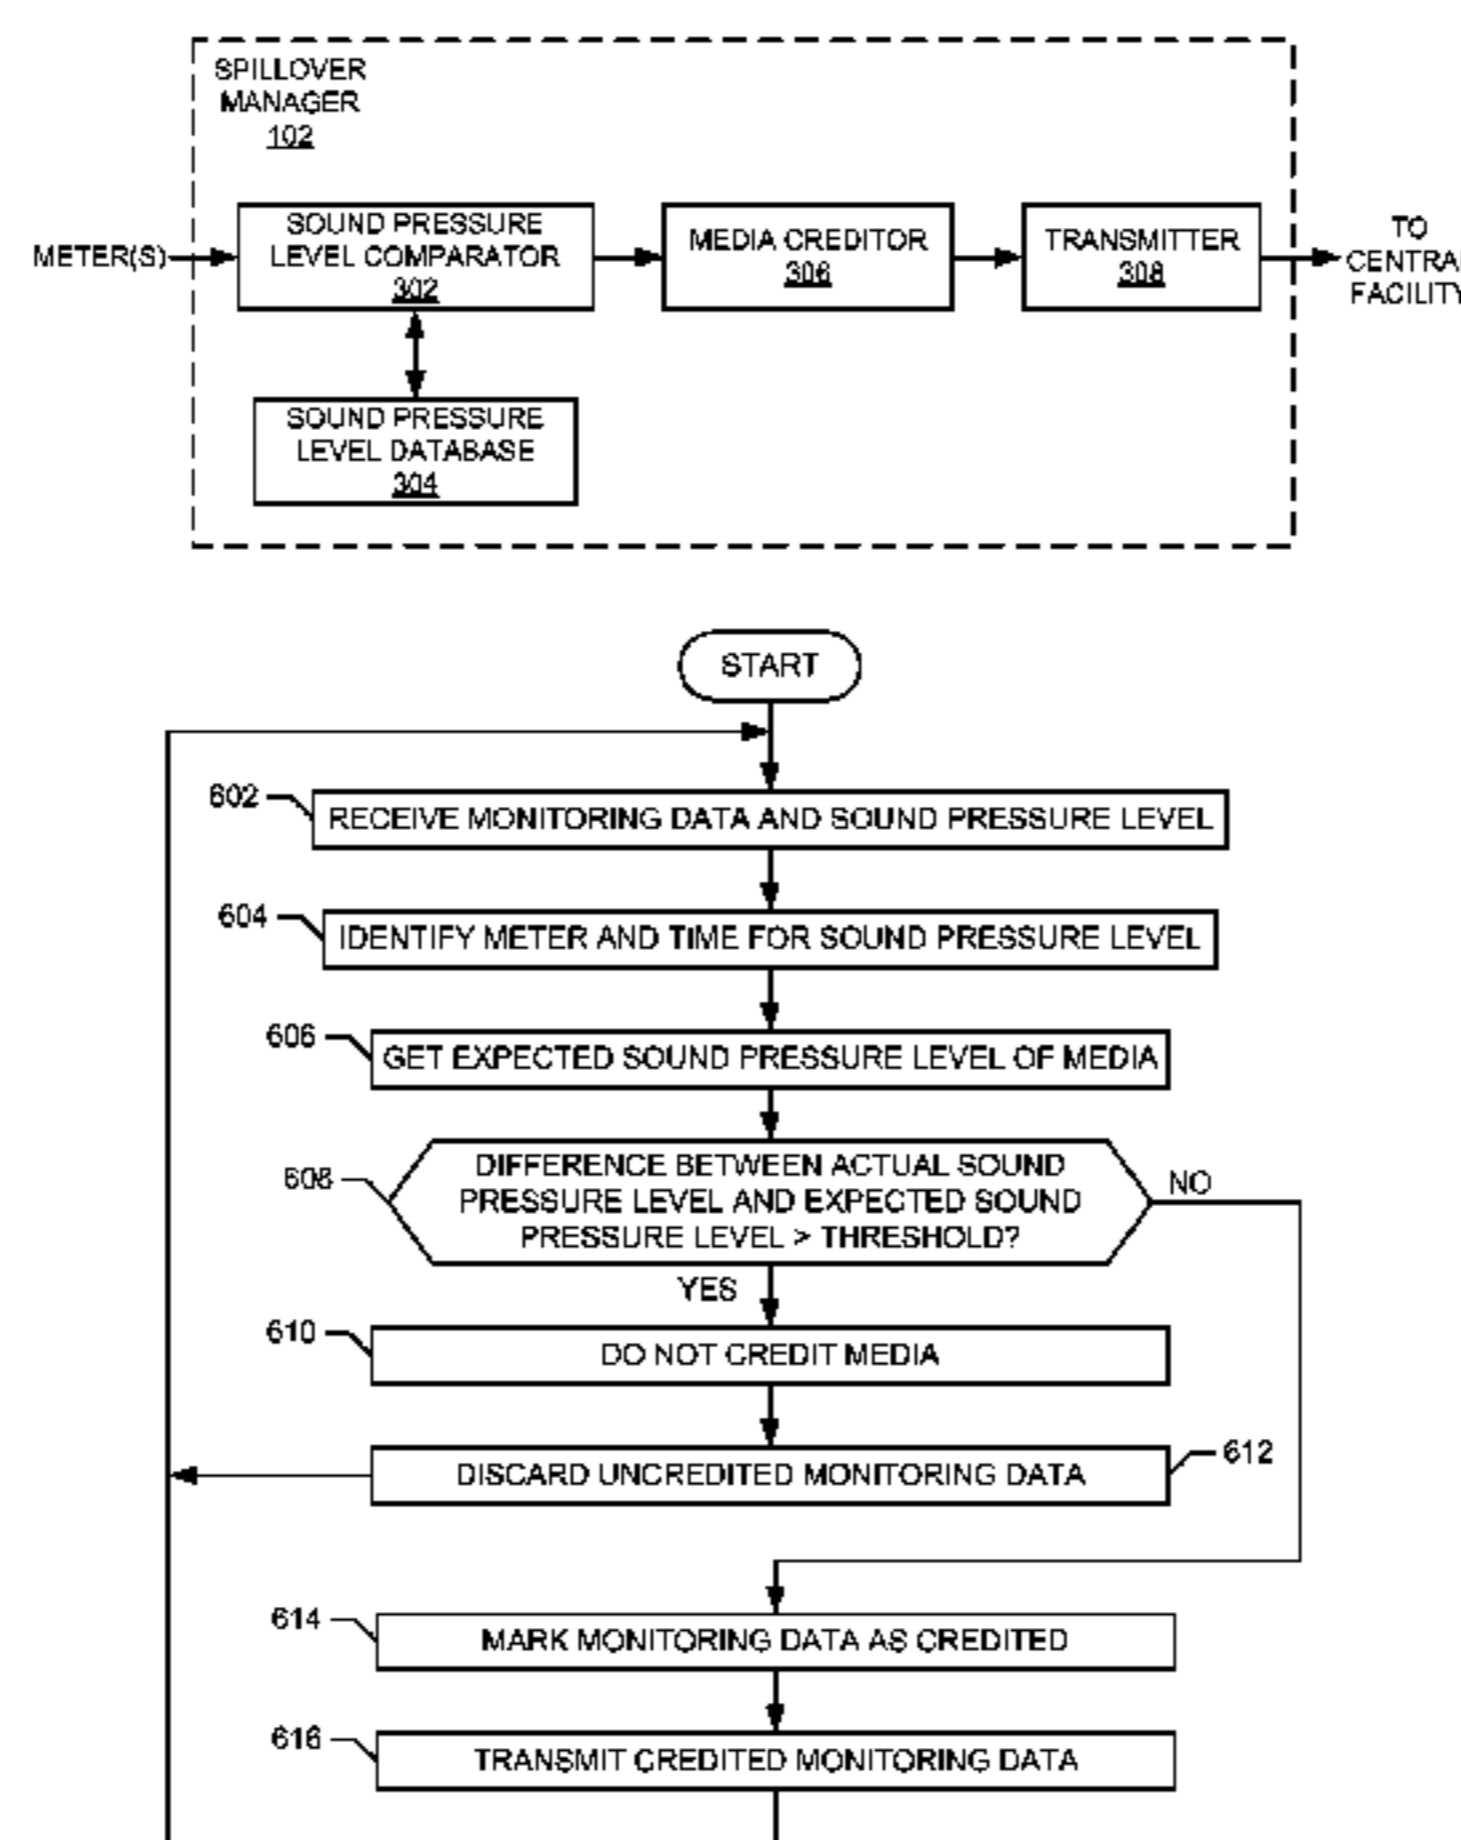 SPILLOVER
MANAGER
102
METER(S)
SOUND PRESSURE
LEVEL COMPARATOR
302
MEDIA CREDITOR
306
TRANSMITTER
308
TO
CENTRAL
FACILITY
SOUND PRESSURE
LEVEL DATABASE
304
START
602
RECEIVE MONITORING DATA AND SOUND PRESSURE LEVEL
604
IDENTIFY METER AND TIME FOR SOUND PRESSURE LEVEL
606
GET EXPECTED SOUND PRESSURE LEVEL OF MEDIA
608
DIFFERENCE BETWEEN ACTUAL SOUND
PRESSURE LEVEL AND EXPECTED SOUND
PRESSURE LEVEL > THRESHOLD?
NO
YES
610
DO NOT CREDIT MEDIA
DISCARD UNCREDITED MONITORING DATA
612
614
MARK MONITORING DATA AS CREDITED
616
TRANSMIT CREDITED MONITORING DATA